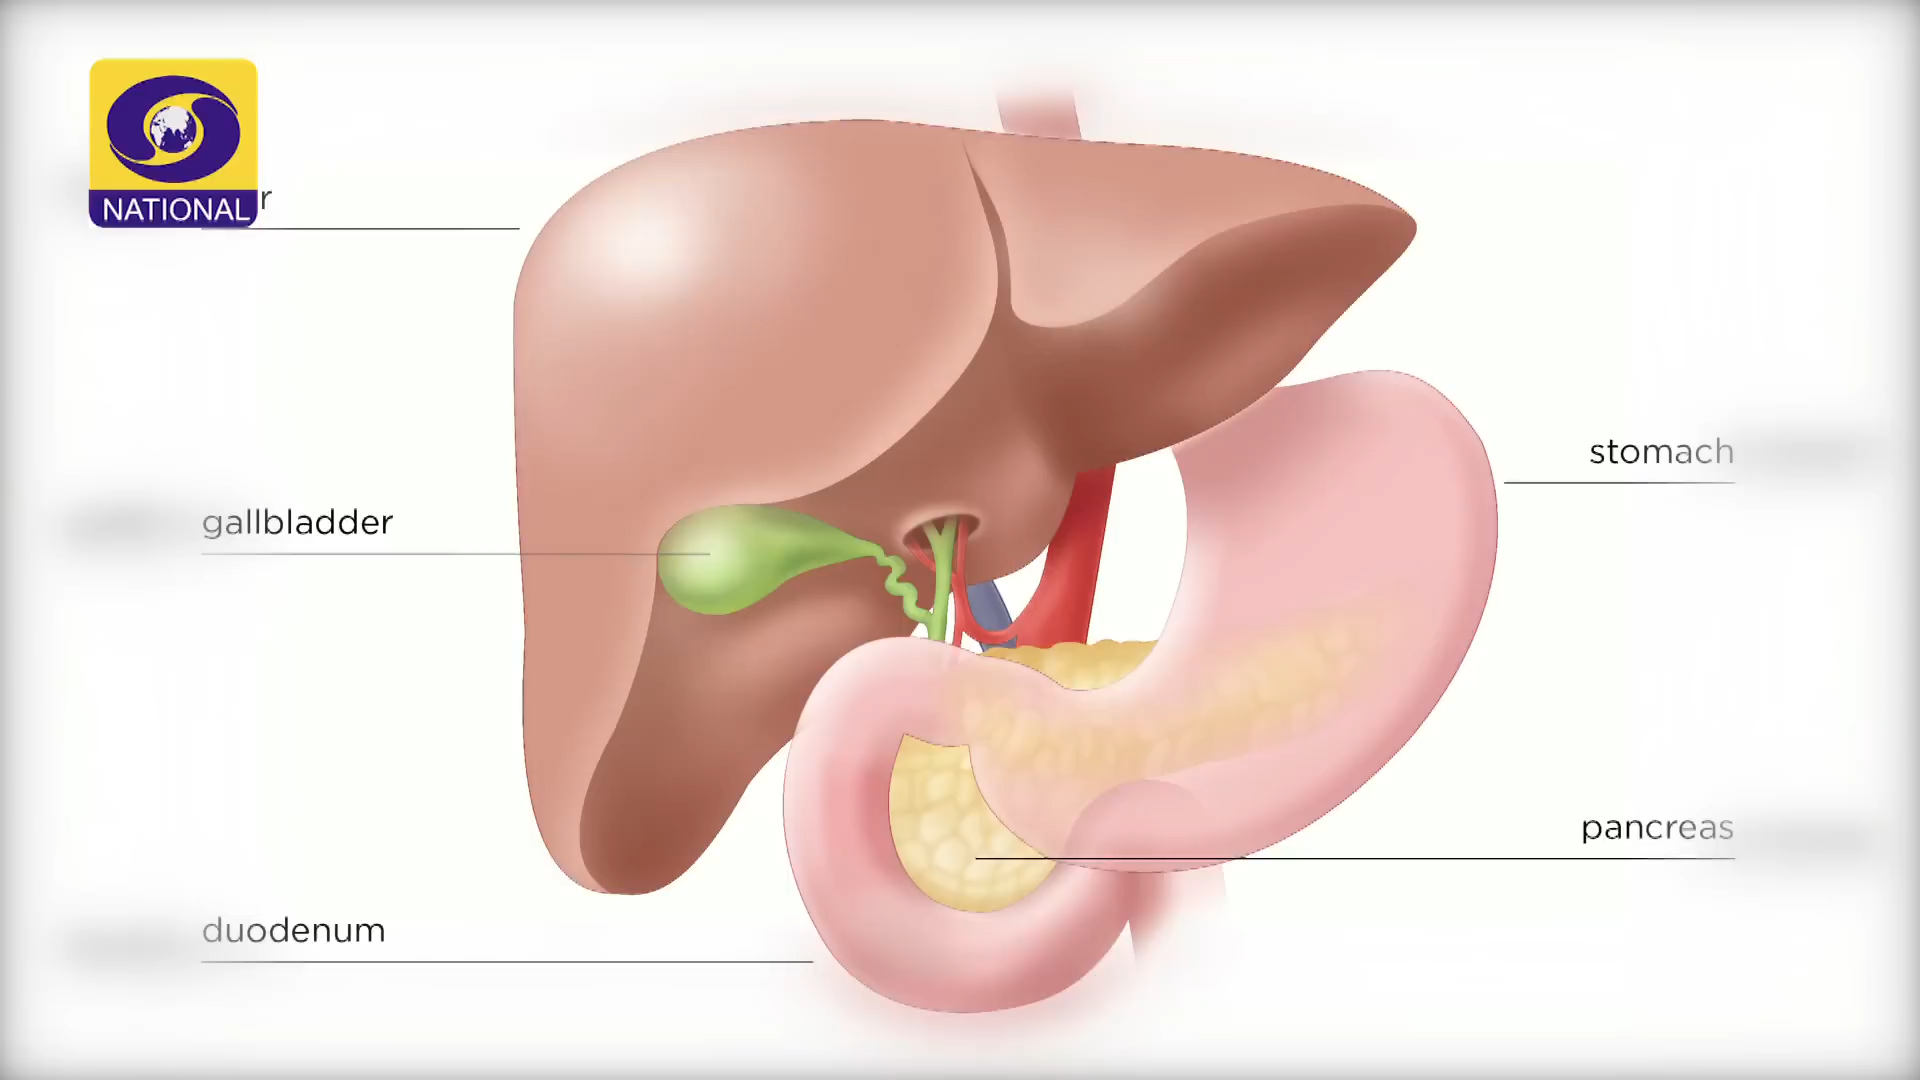 NATIONAL
gallbladder
duodenum
stomach
pancreas